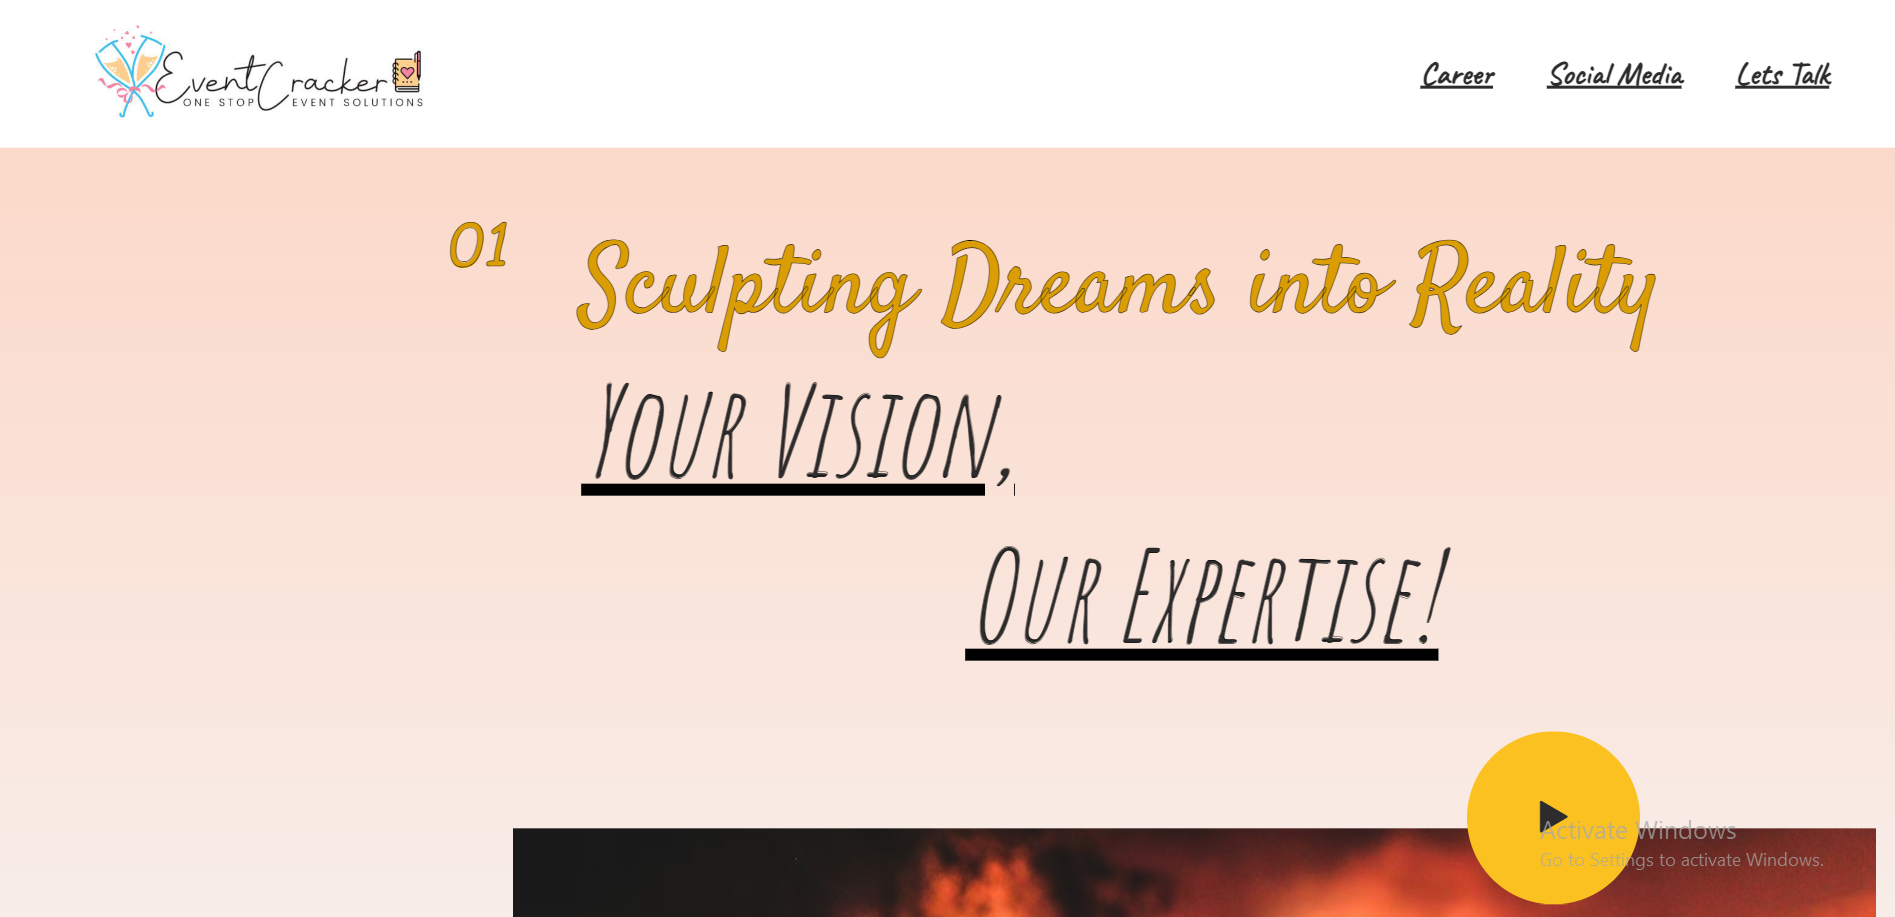 EventCracker
ONE STOP EVENT SOLUTIONS
Career Social Media Lets Talk
01
Sculpting Dreams into Reality
Your Vision,
Our Expertise!
Activate Windows
Go to Settings to activate Windows.